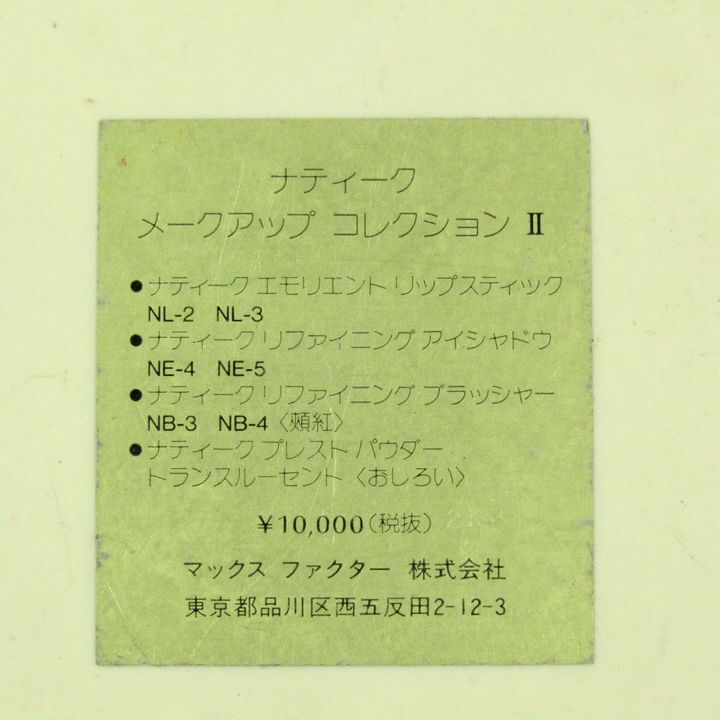 ナティーク
メークアップ コレクション Ⅱ
●ナティーク エモリエント リップスティック
NL-2 NL-3
●ナティーク リファイニング アイシャドウ
NE-4 NE-5
●ナティーク リファイニング ブラッシャー
NB-3 NB-4〈頬紅〉
●ナティーク プレスト パウダー
トランスルーセント〈おしろい〉
¥10,000(税抜)
マックス ファクター 株式会社
東京都品川区西五反田2-12-3